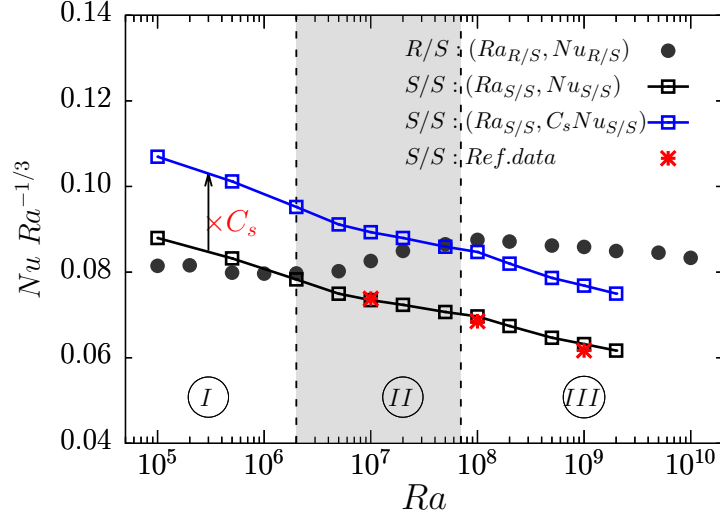 0.14
0.12
0.10
0.08
0.06
0.04
Nu Ra^{-1/3}
R/S : (Ra_{R/S}, Nu_{R/S})
S/S : (Ra_{S/S}, Nu_{S/S})
S/S : (Ra_{S/S}, C_sNu_{S/S})
S/S : Ref.data
×C_s
I
II
III
10^5
10^6
10^7
10^8
10^9
10^{10}
Ra